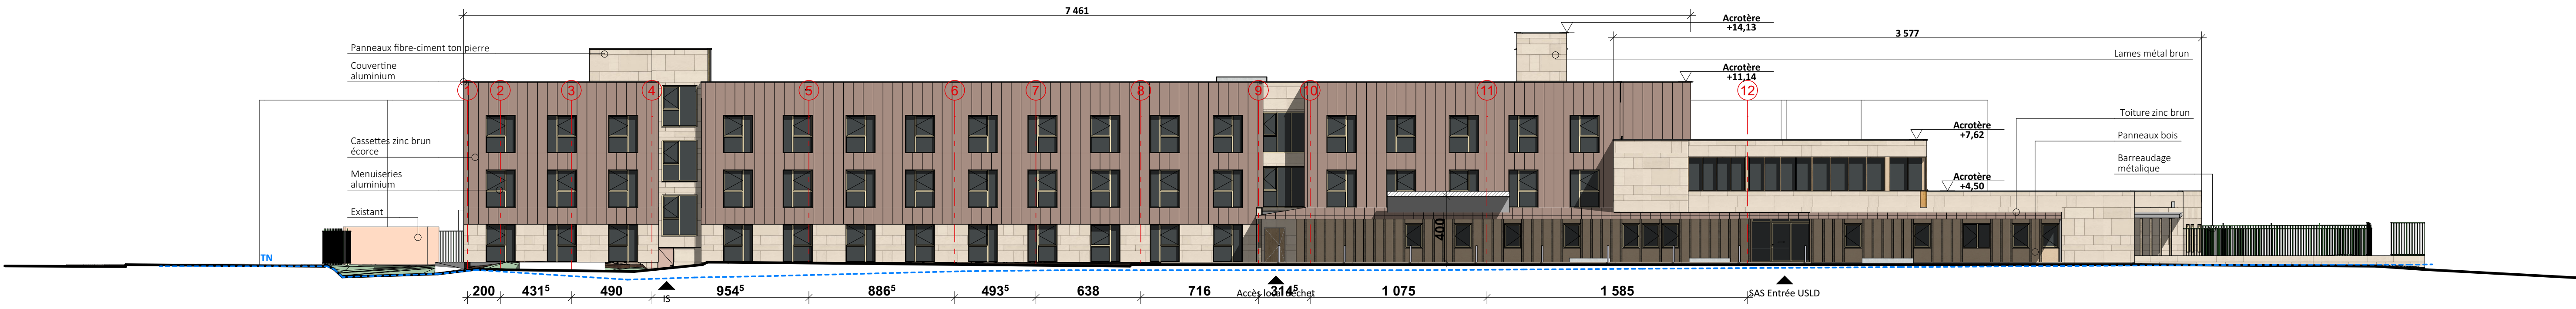 7 461
Acrotère
+14,13
3 577
Panneaux fibre-ciment ton pierre
Lames métal brun
Couvertine
aluminium
Acrotère
+11,14
1
2
3
4
5
6
7
8
9
10
11
12
Toiture zinc brun
Acrotère
+7,62
Panneaux bois
Cassettes zinc brun
écorce
Barreaudage
métalique
Menuiseries
aluminium
Acrotère
+4,50
Existant
400
TN
200
431⁵
490
954⁵
886⁵
493⁵
638
716
314⁵
1 075
1 585
IS
Accès local déchet
SAS Entrée USLD